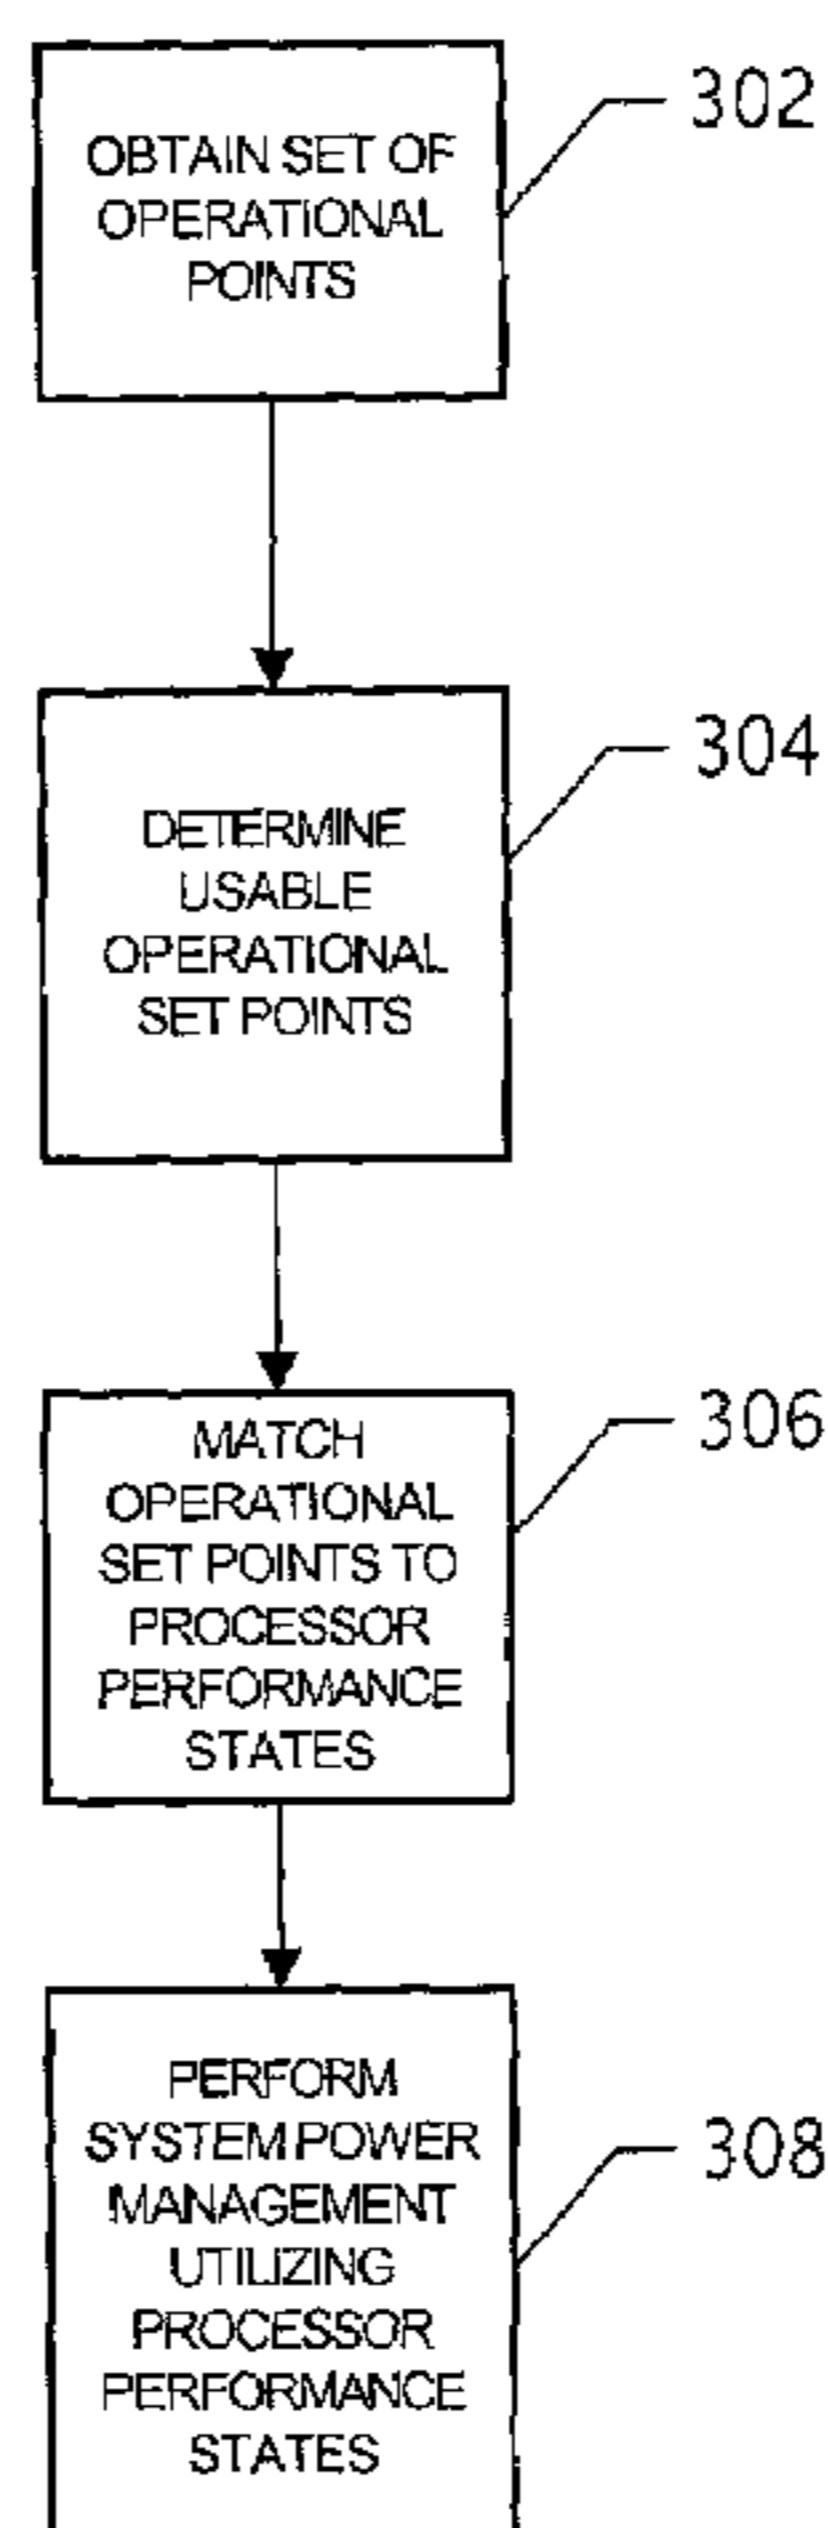 302
OBTAIN SET OF
OPERATIONAL
POINTS
304
DETERMINE
USABLE
OPERATIONAL
SET POINTS
306
MATCH
OPERATIONAL
SET POINTS TO
PROCESSOR
PERFORMANCE
STATES
308
PERFORM
SYSTEM POWER
MANAGEMENT
UTILIZING
PROCESSOR
PERFORMANCE
STATES